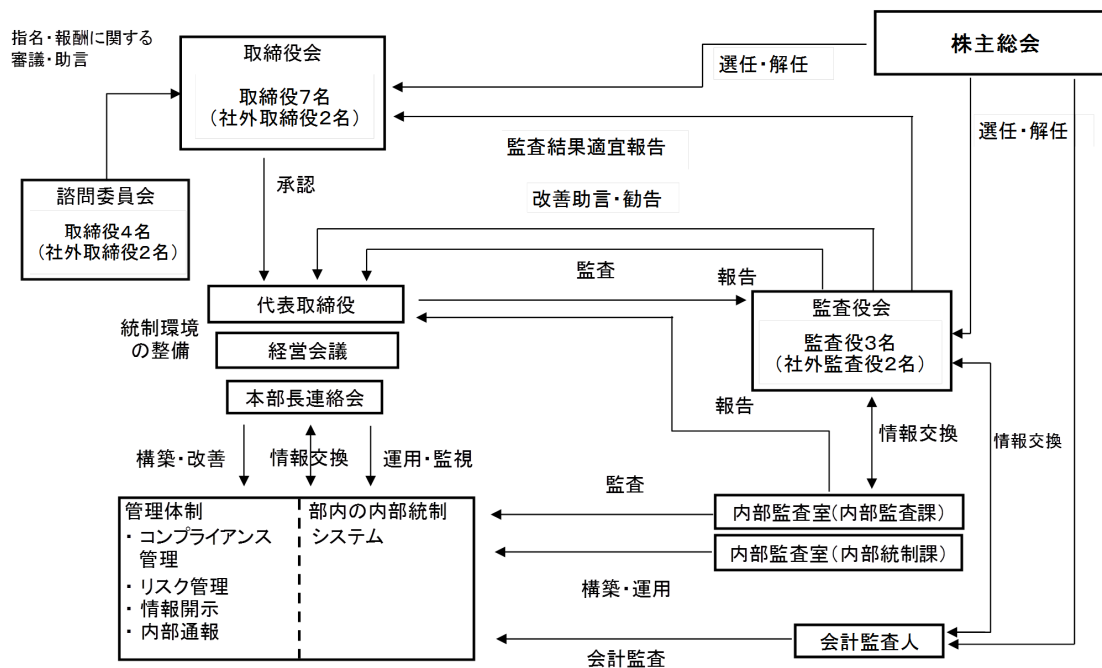 指名・報酬に関する
審議・助言
取締役会
取締役7名
(社外取締役2名)
株主総会
選任・解任
選任・解任
監査結果適宜報告
承認
諮問委員会
取締役4名
(社外取締役2名)
改善助言・勧告
監査
報告
代表取締役
統制環境
の整備
経営会議
本部長連絡会
監査役会
監査役3名
(社外監査役2名)
報告
情報交換
情報交換
構築・改善
情報交換
運用・監視
監査
管理体制
・ コンプライアンス
管理
・ リスク管理
・ 情報開示
・ 内部通報
部内の内部統制
システム
内部監査室(内部監査課)
内部監査室(内部統制課)
構築・運用
会計監査人
会計監査